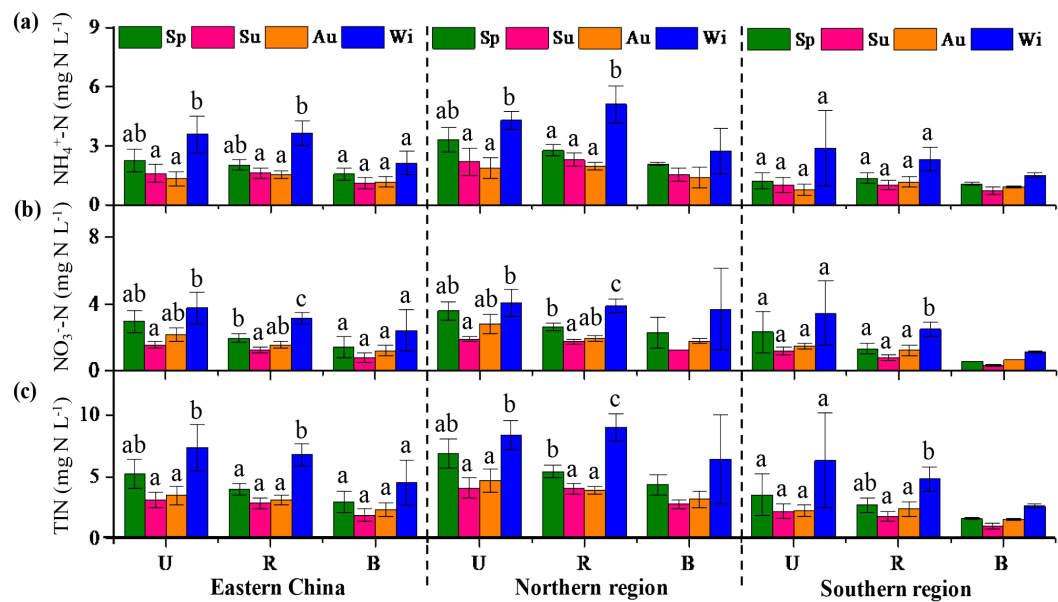 (a)
NH₄⁺-N (mg N L⁻¹)
9
6
3
0
Sp Su Au Wi
Sp Su Au Wi
Sp Su Au Wi
ab a a b
ab a a b
a a a a
ab a a b
a a a b
a a a a
a a a a
(b)
NO₃⁻-N (mg N L⁻¹)
8
4
0
ab a ab b
b a ab c
a a a a
ab a ab b
b a ab c
a a a a
a a a b
(c)
TIN (mg N L⁻¹)
10
5
0
ab a a b
a a a b
a a a a
ab a a b
b a a c
a a a a
ab a a b
U R B
U R B
U R B
Eastern China
Northern region
Southern region